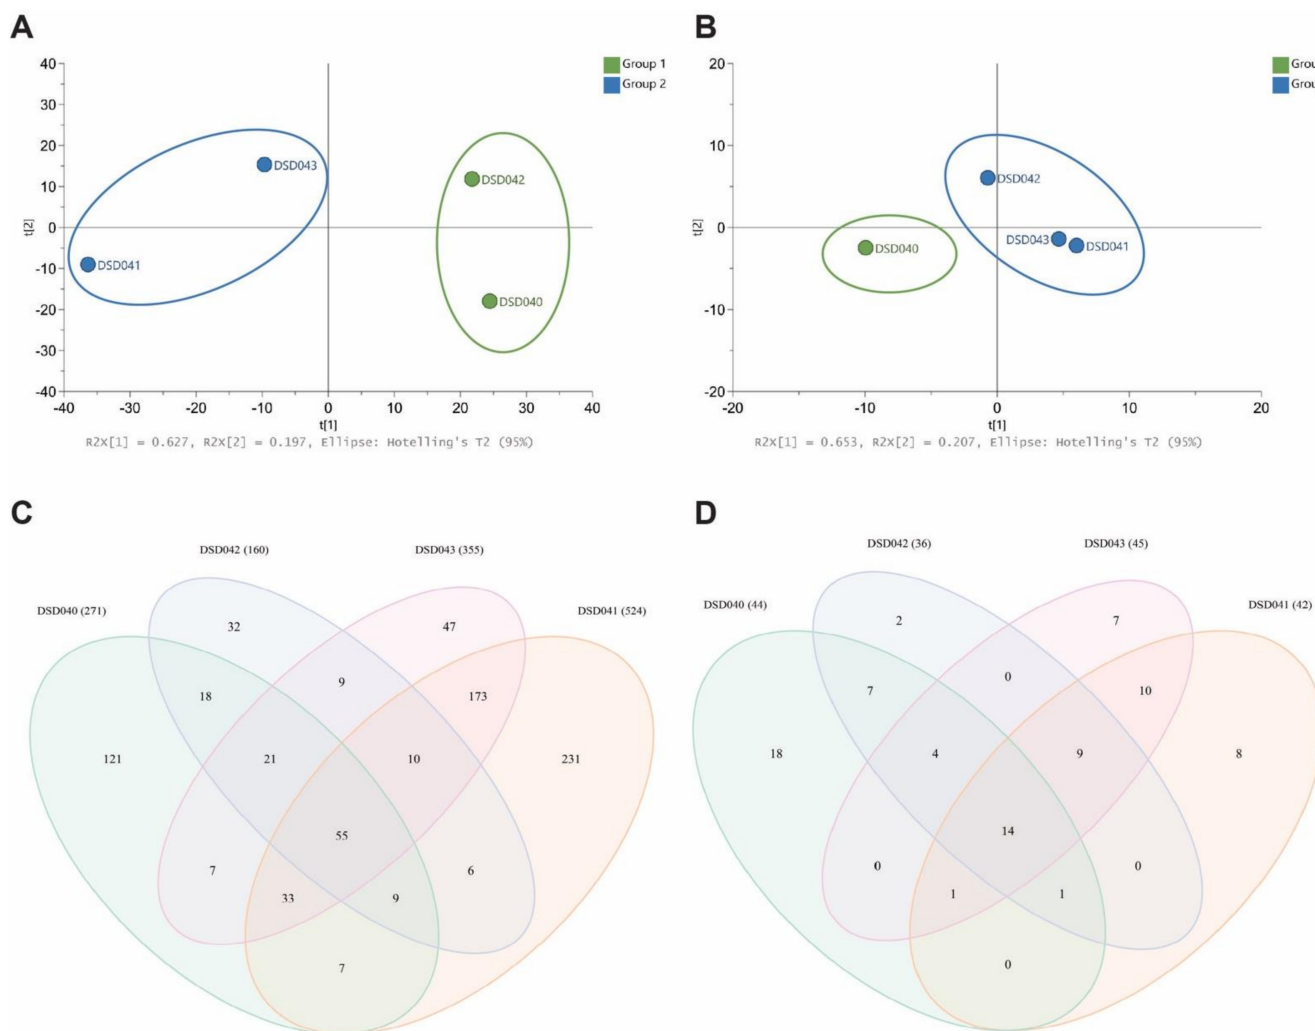 A
B
40
30
20
10
0
-10
-20
-30
-40
t[2]
Group 1
Group 2
DSD043
DSD042
DSD041
DSD040
-40
-30
-20
-10
0
10
20
30
40
t[1]
R2X[1] = 0.627, R2X[2] = 0.197, Ellipse: Hotelling's T2 (95%)
20
10
0
-10
-20
t[2]
Grou
Grou
DSD042
DSD043
DSD041
DSD040
-20
-10
0
10
20
t[1]
R2X[1] = 0.653, R2X[2] = 0.207, Ellipse: Hotelling's T2 (95%)
C
DSD042 (160)
DSD043 (355)
DSD040 (271)
DSD041 (524)
32
47
9
18
173
121
21
10
231
55
7
6
33
9
7
D
DSD042 (36)
DSD043 (45)
DSD040 (44)
DSD041 (42)
2
7
0
7
10
18
4
9
8
14
0
0
1
1
0